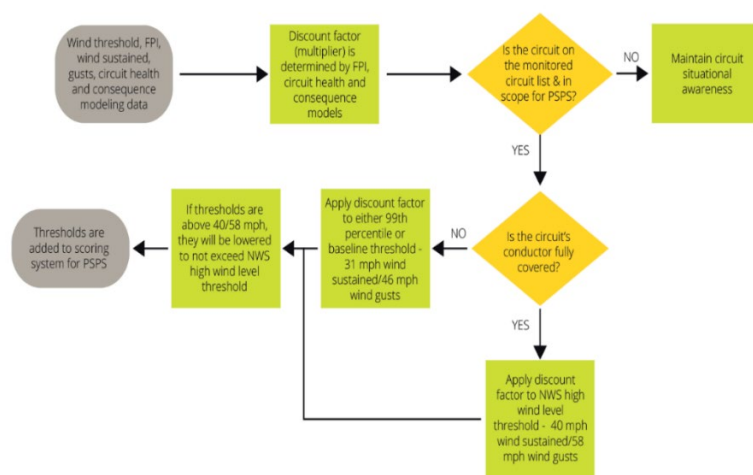 Wind threshold, FPI,
wind sustained,
gusts, circuit health
and consequence
modeling data
Discount factor
(multiplier) is
determined by FPI,
circuit health and
consequence
models
Is the circuit on
the monitored
circuit list & in
scope for PSPS?
NO
Maintain circuit
situational
awareness
YES
Thresholds are
added to scoring
system for PSPS
If thresholds are
above 40/58 mph,
they will be lowered
to not exceed NWS
high wind level
threshold
Apply discount factor
to either 99th
percentile or
baseline threshold -
31 mph wind
sustained/46 mph
wind gusts
NO
Is the circuit's
conductor fully
covered?
YES
Apply discount
factor to NWS high
wind level
threshold - 40 mph
wind sustained/58
mph wind gusts